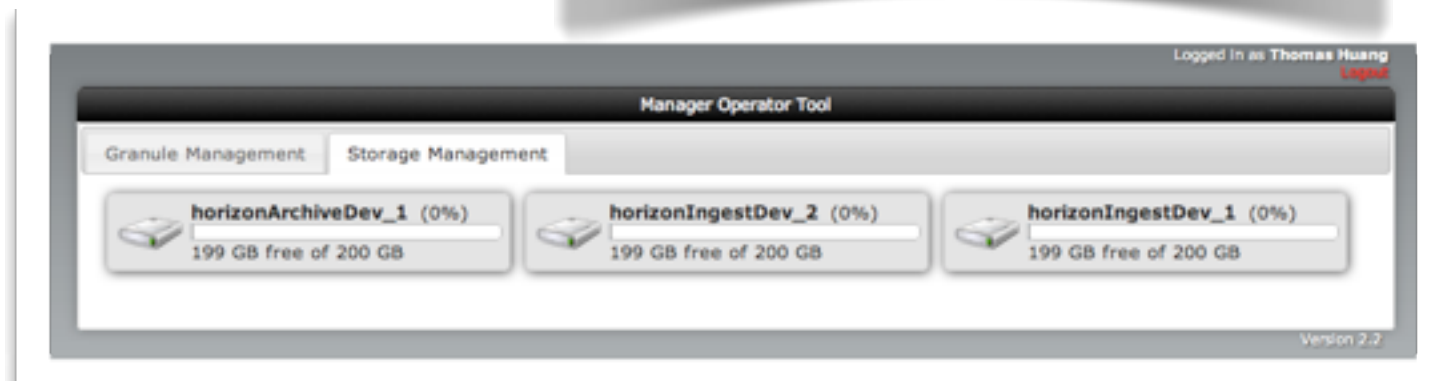 Logged in as Thomas Huang
Logout
Manager Operator Tool
Granule Management Storage Management
horizonArchiveDev_1 (0%) horizonIngestDev_2 (0%) horizonIngestDev_1 (0%)
199 GB free of 200 GB 199 GB free of 200 GB 199 GB free of 200 GB
Version 2.2